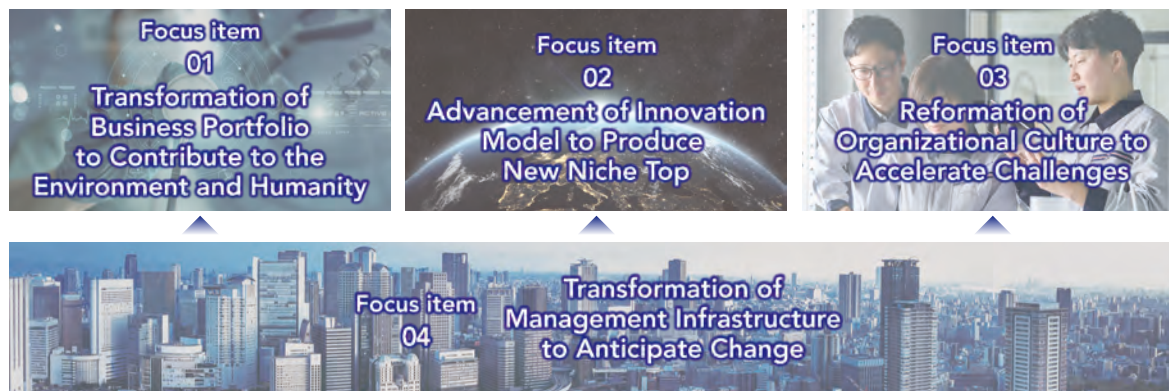 Focus item
01
Transformation of
Business Portfolio
to Contribute to the
Environment and Humanity
Focus item
02
Advancement of Innovation
Model to Produce
New Niche Top
Focus item
03
Reformation of
Organizational Culture to
Accelerate Challenges
Focus item
04
Transformation of
Management Infrastructure
to Anticipate Change